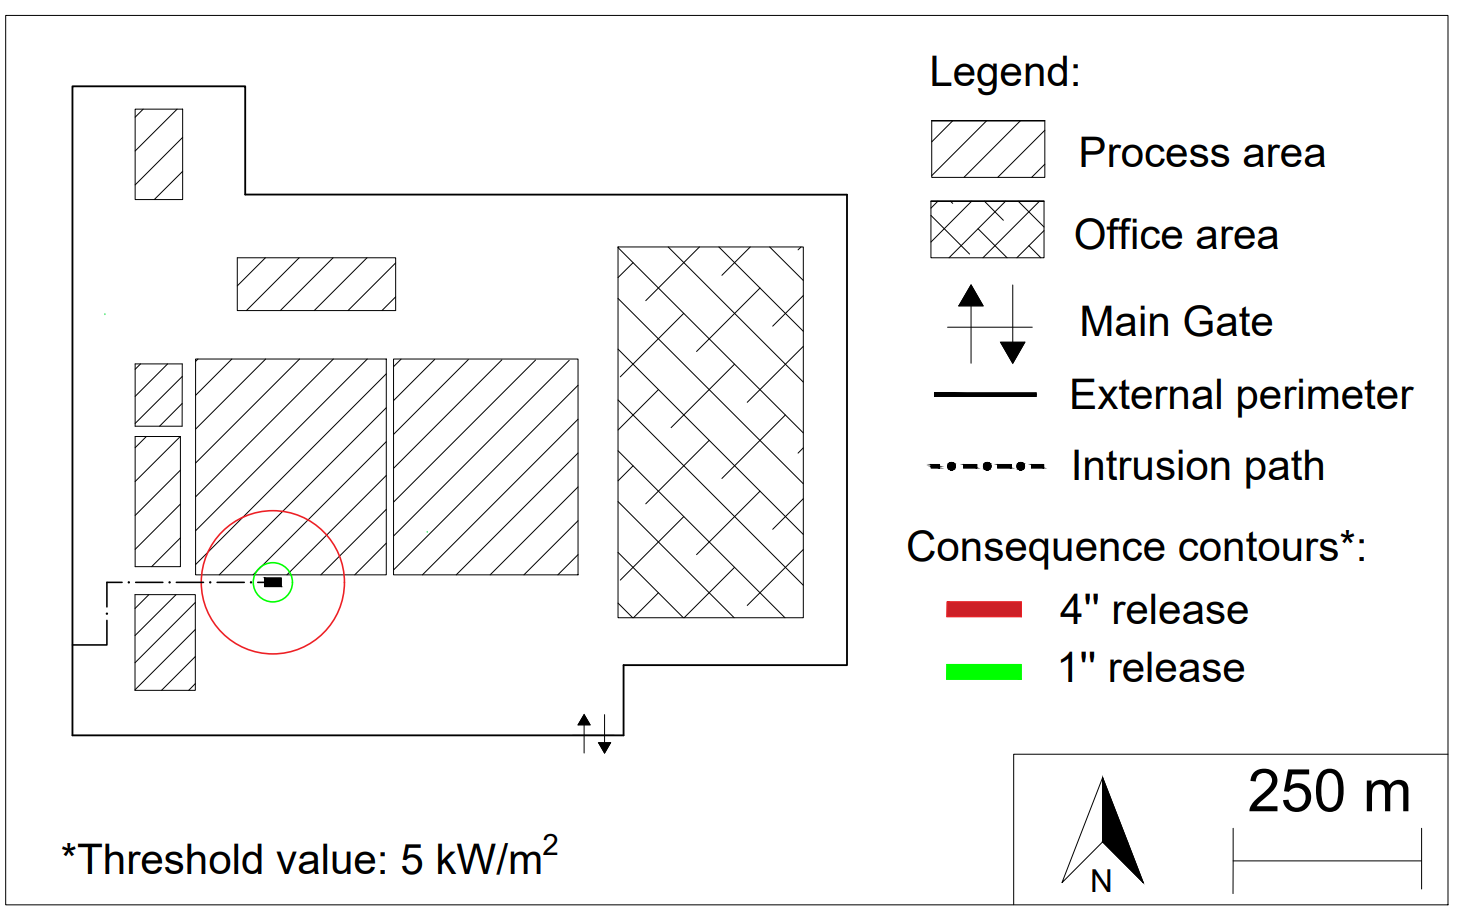 Legend:
Process area
Office area
Main Gate
External perimeter
Intrusion path
Consequence contours*:
4" release
1" release
250 m
N
*Threshold value: 5 kW/m²